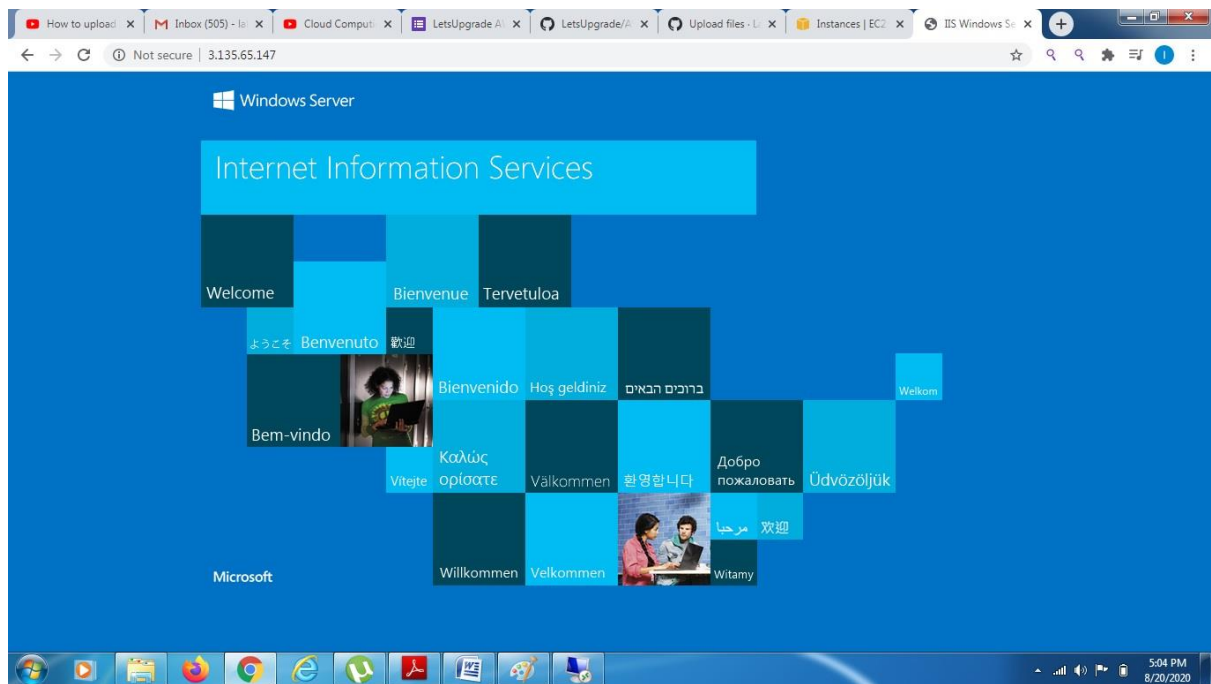 How to upload
Inbox (505) - la
Cloud Computi
LetsUpgrade A
LetsUpgrade/A
Upload files · L
Instances | EC2
IIS Windows Se
Not secure | 3.135.65.147
Windows Server
Internet Information Services
Welcome
Bienvenue
Tervetuloa
ようこそ
Benvenuto
歡迎
Bienvenido
Hoş geldiniz
ברוכים הבאים
Welkom
Bem-vindo
Vítejte
Καλώς
ορίσατε
Välkommen
환영합니다
Добро
пожаловать
Üdvözöljük
مرحبا
欢迎
Willkommen
Velkommen
Witamy
Microsoft
5:04 PM
8/20/2020